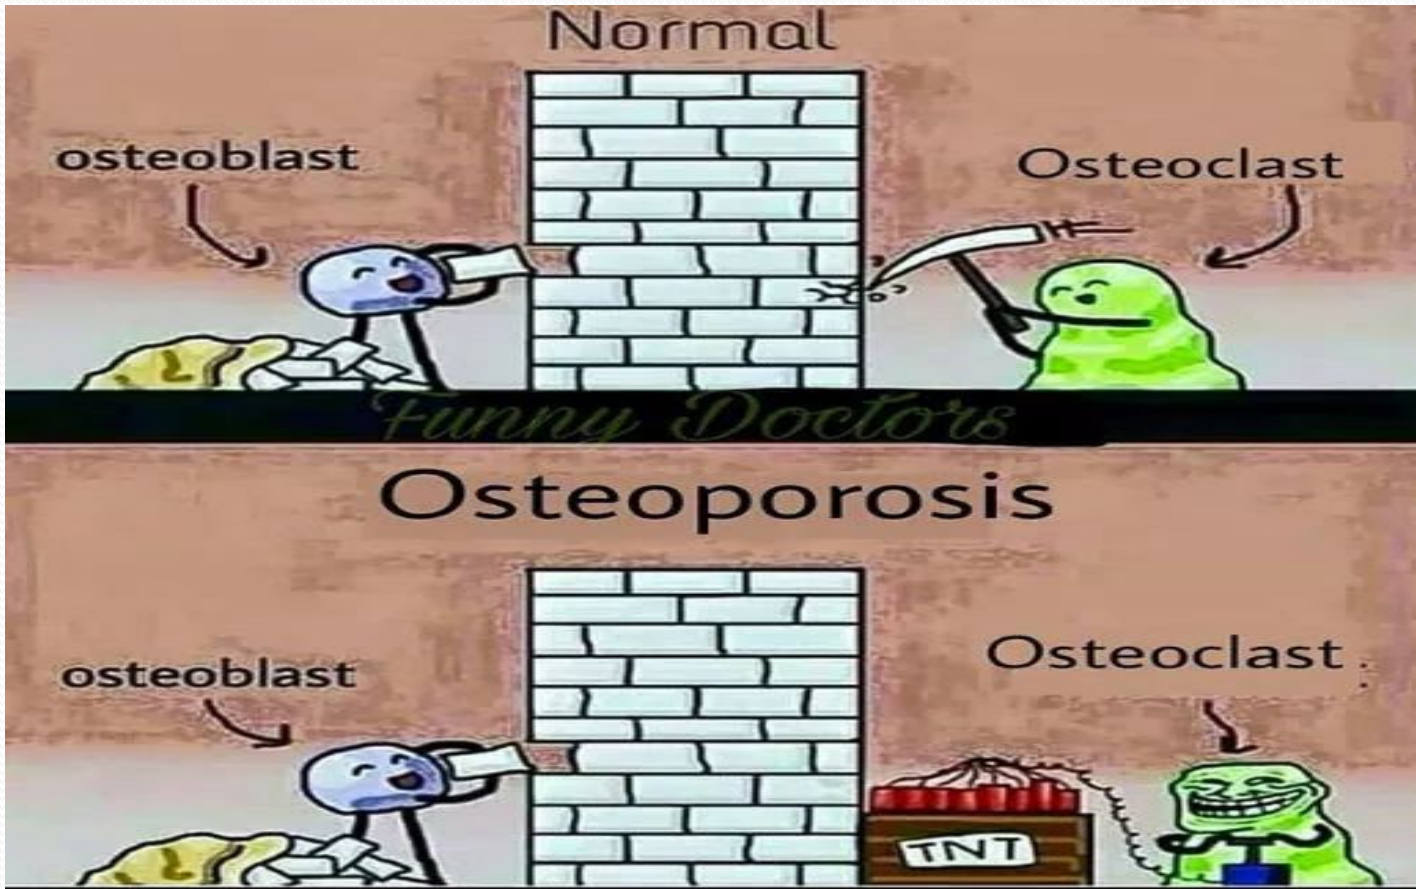 Normal
osteoblast
Osteoclast
Funny Doctors
Osteoporosis
Osteoclast
osteoblast
TNT